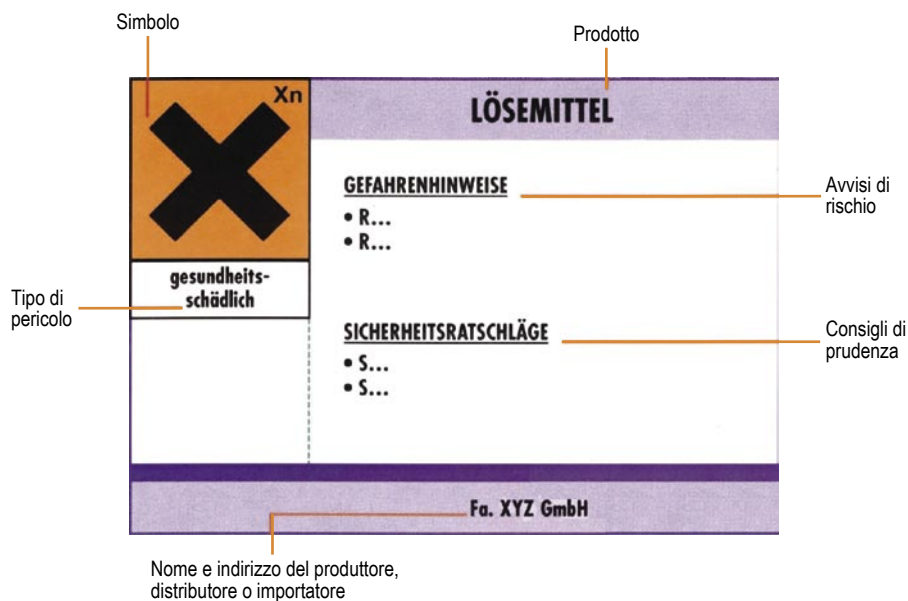 Simbolo
Prodotto
Xn
LÖSEMITTEL
GEFAHRENHINWEISE
• R...
• R...
Avvisi di
rischio
gesundheits-
schädlich
Tipo di
pericolo
SICHERHEITSRATSCHLÄGE
• S...
• S...
Consigli di
prudenza
Fa. XYZ GmbH
Nome e indirizzo del produttore,
distributore o importatore